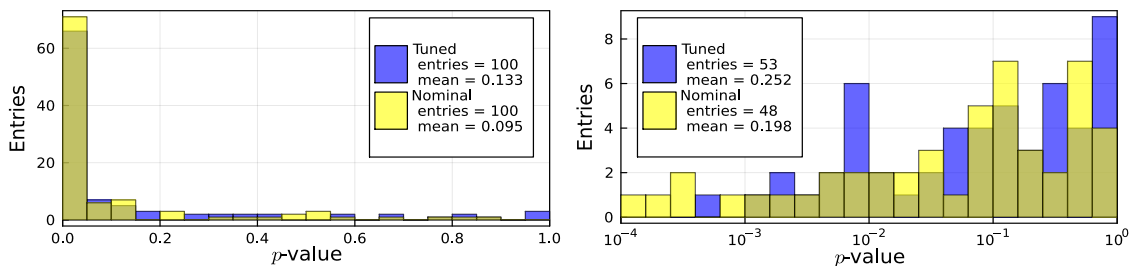 Entries
60
40
20
0
Tuned
entries = 100
mean = 0.133
Nominal
entries = 100
mean = 0.095
0.0 0.2 0.4 0.6 0.8 1.0
p-value
Entries
8
6
4
2
0
Tuned
entries = 53
mean = 0.252
Nominal
entries = 48
mean = 0.198
10⁻⁴ 10⁻³ 10⁻² 10⁻¹ 10⁰
p-value